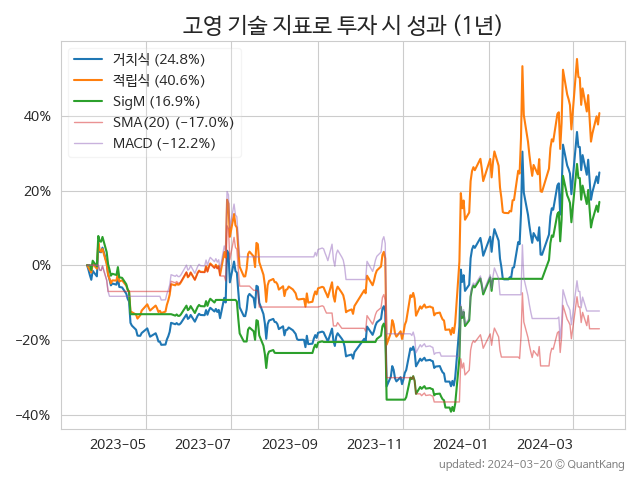 고영 기술 지표로 투자 시 성과 (1년)
거치식 (24.8%)
적립식 (40.6%)
SigM (16.9%)
SMA(20) (−17.0%)
MACD (−12.2%)
40%
20%
0%
−20%
−40%
2023-05 2023-07 2023-09 2023-11 2024-01 2024-03
updated: 2024-03-20 © QuantKang